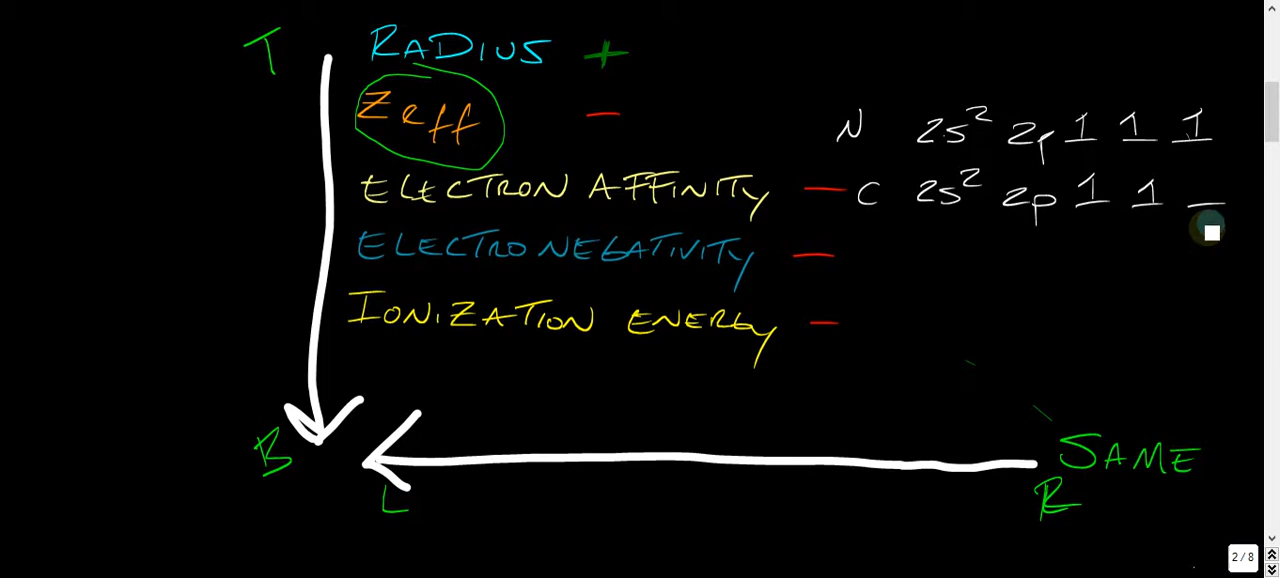 T RADIUS +
Zeff −
N 2s² 2p 1 1 1
ELECTRON AFFINITY −
C 2s² 2p 1 1 _
ELECTRONEGATIVITY −
IONIZATION ENERGY −
B
SAME
L R
2 / 8